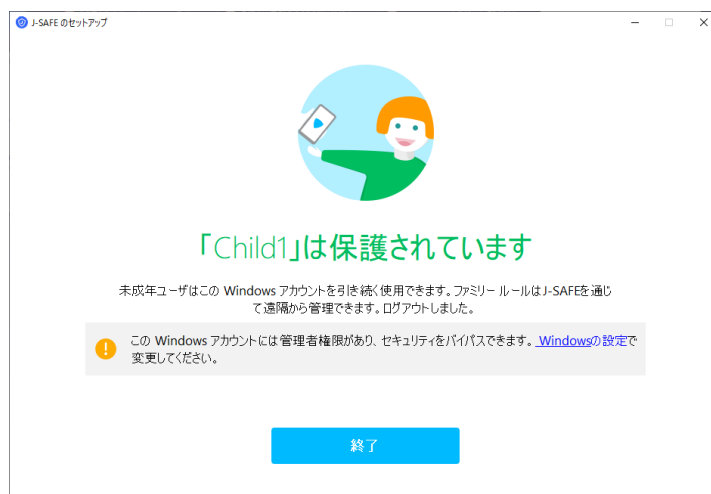 J-SAFE のセットアップ
「Child1」は保護されています
未成年ユーザはこの Windows アカウントを引き続く使用できます。ファミリー ルールはJ-SAFEを通じ
て遠隔から管理できます。ログアウトしました。
この Windows アカウントには管理者権限があり、セキュリティをバイパスできます。 Windowsの設定で
変更してください。
終了